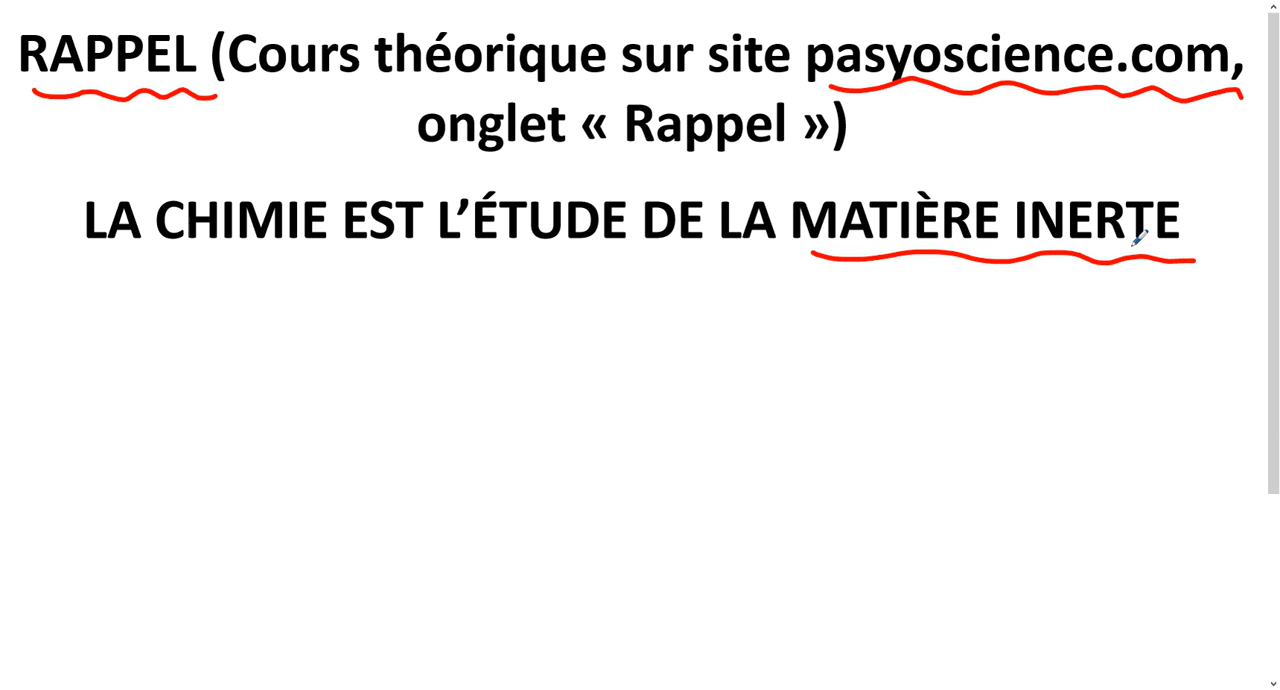 RAPPEL (Cours théorique sur site pasyoscience.com,
onglet « Rappel »)
LA CHIMIE EST L’ÉTUDE DE LA MATIÈRE INERTE